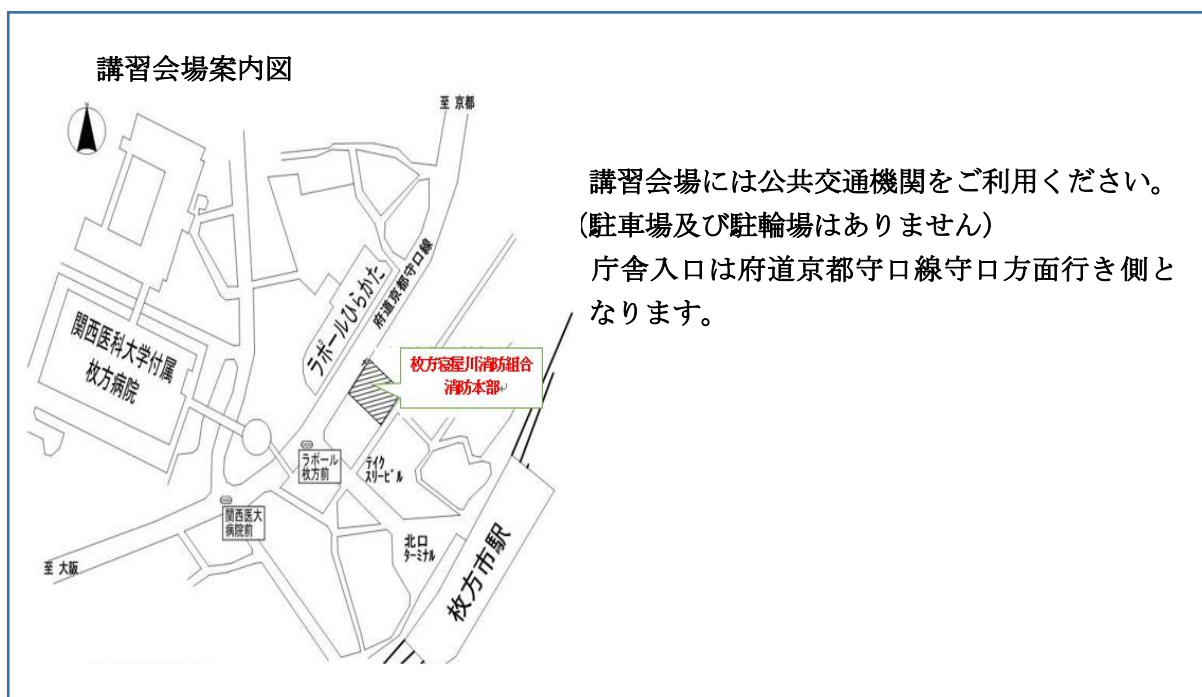 講習会場案内図
至 京都
講習会場には公共交通機関をご利用ください。
(駐車場及び駐輪場はありません)
庁舎入口は府道京都守口線守口方面行き側と
なります。
府道京都守口線
ラポールひらかた
関西医科大学付属
枚方病院
枚方寝屋川消防組合
消防本部
ラポール
枚方前
テイク
スリービル
関西医大
病院前
北口
ターミナル
枚方市駅
至 大阪